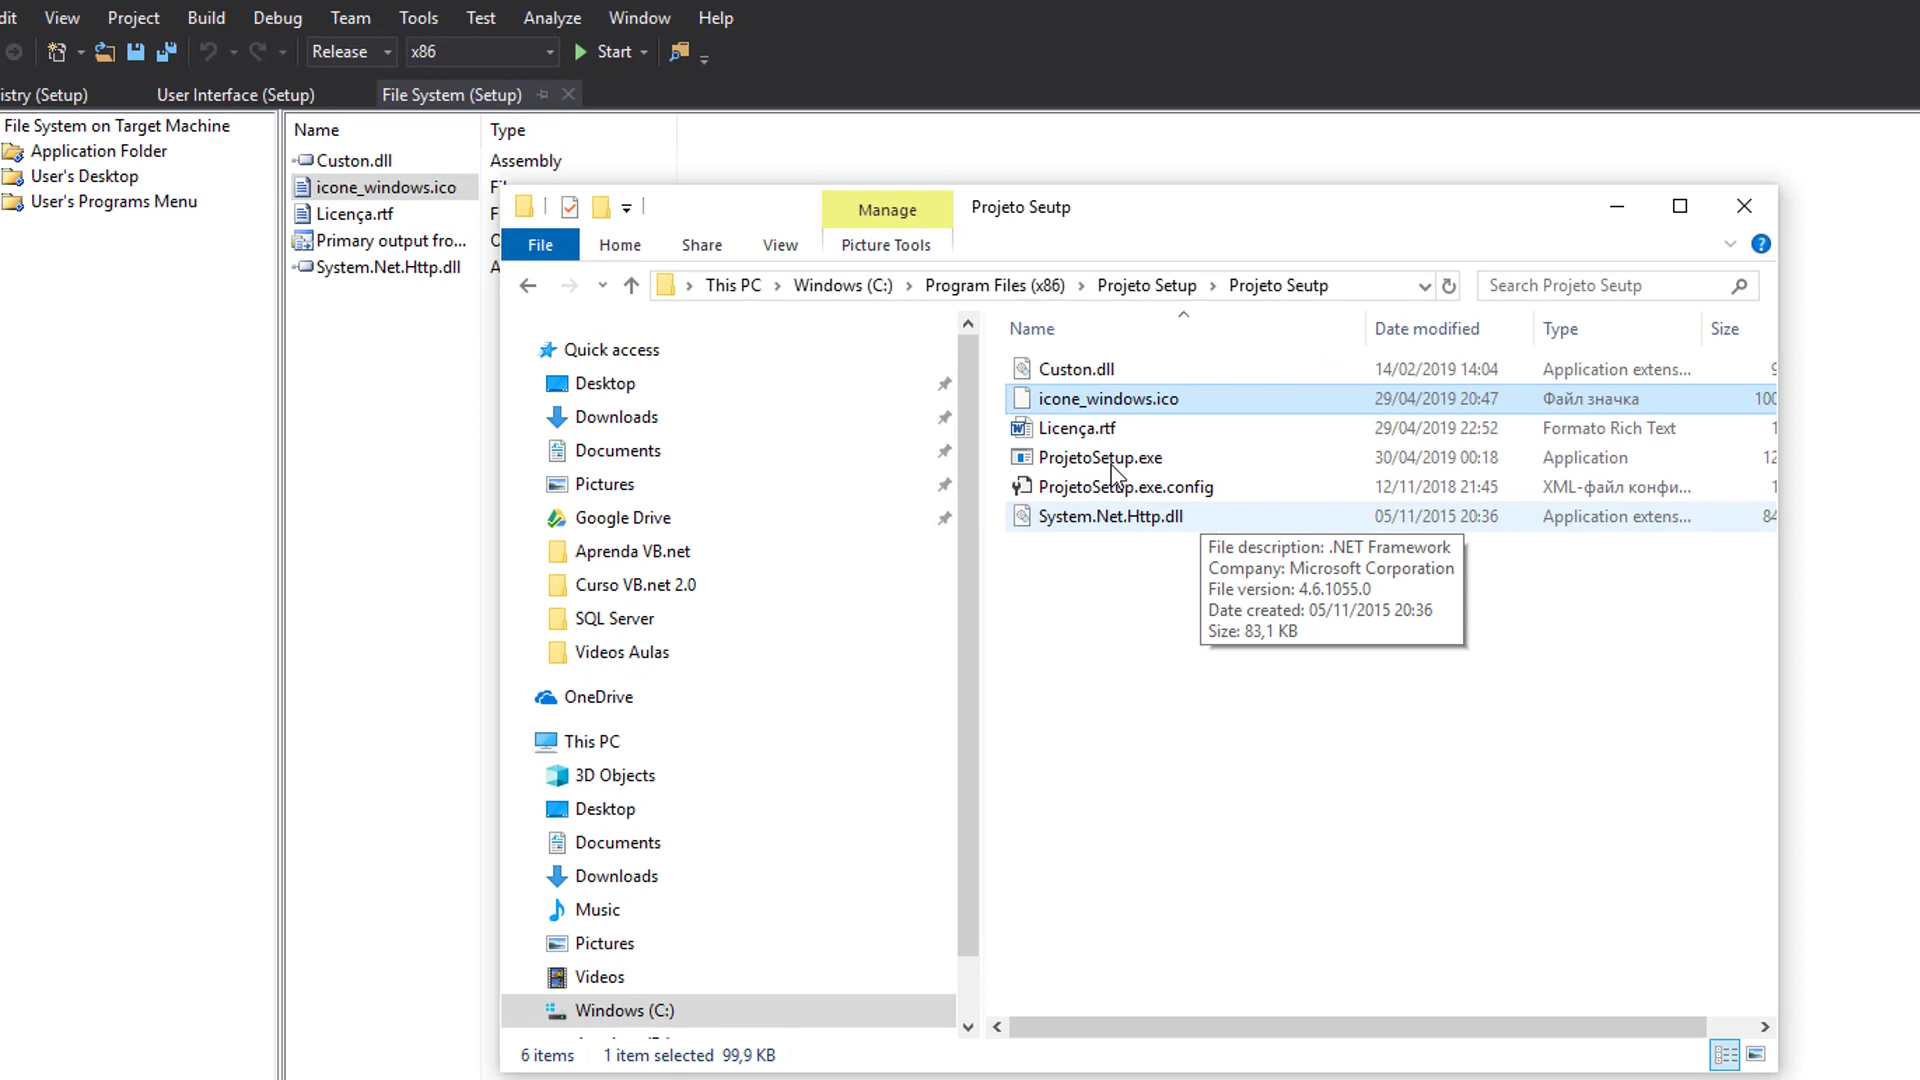 dit View Project Build Debug Team Tools Test Analyze Window Help
Release x86 Start
istry (Setup) User Interface (Setup) File System (Setup)
File System on Target Machine
Application Folder
User's Desktop
User's Programs Menu
Name Type
Custon.dll Assembly
icone_windows.ico
Licença.rtf F
Primary output fro...
System.Net.Http.dll A
Manage Projeto Seutp
File Home Share View Picture Tools
This PC Windows (C:) Program Files (x86) Projeto Setup Projeto Seutp Search Projeto Seutp
Quick access
Desktop
Downloads
Documents
Pictures
Google Drive
Aprenda VB.net
Curso VB.net 2.0
SQL Server
Videos Aulas
OneDrive
This PC
3D Objects
Desktop
Documents
Downloads
Music
Pictures
Videos
Windows (C:)
Name Date modified Type Size
Custon.dll 14/02/2019 14:04 Application extens... 9
icone_windows.ico 29/04/2019 20:47 Файл значка 100
Licença.rtf 29/04/2019 22:52 Formato Rich Text 1
ProjetoSetup.exe 30/04/2019 00:18 Application 12
ProjetoSetup.exe.config 12/11/2018 21:45 XML-файл конфи... 1
System.Net.Http.dll 05/11/2015 20:36 Application extens... 84
File description: .NET Framework
Company: Microsoft Corporation
File version: 4.6.1055.0
Date created: 05/11/2015 20:36
Size: 83,1 KB
6 items 1 item selected 99,9 KB